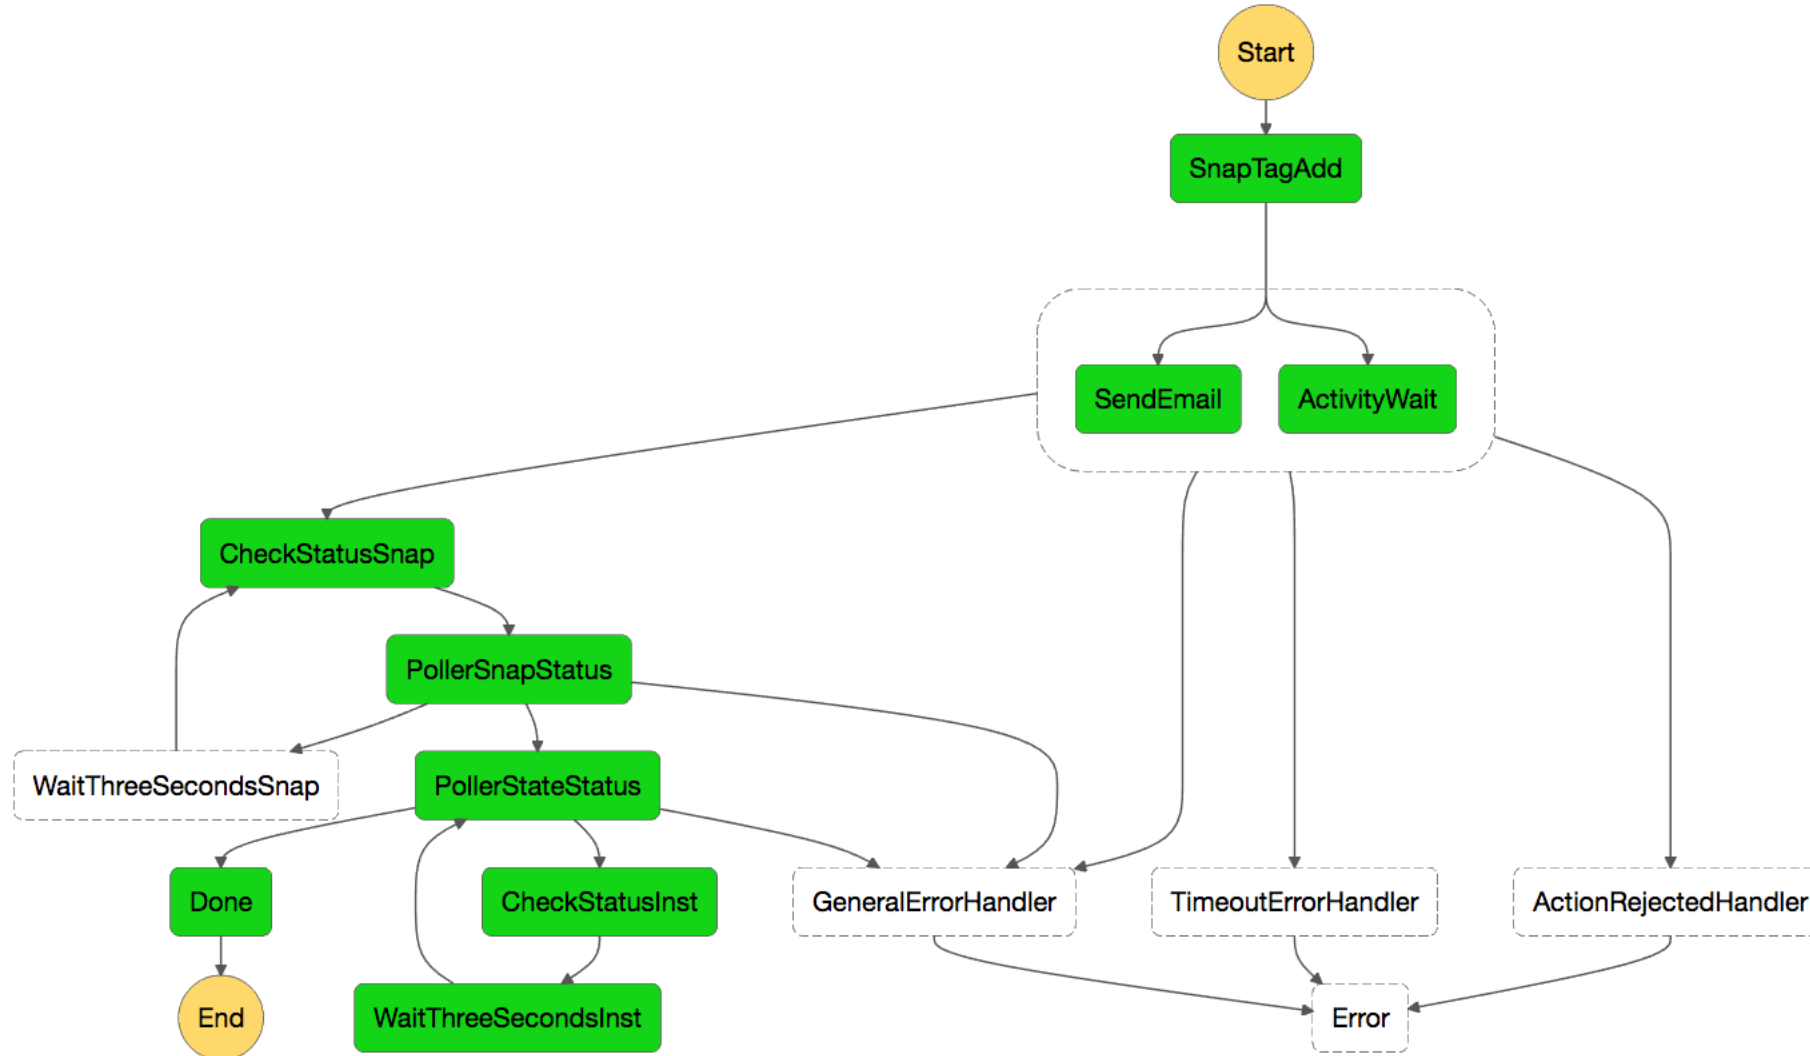 Start
SnapTagAdd
SendEmail
ActivityWait
CheckStatusSnap
PollerSnapStatus
WaitThreeSecondsSnap
PollerStateStatus
Done
CheckStatusInst
GeneralErrorHandler
TimeoutErrorHandler
ActionRejectedHandler
End
WaitThreeSecondsInst
Error